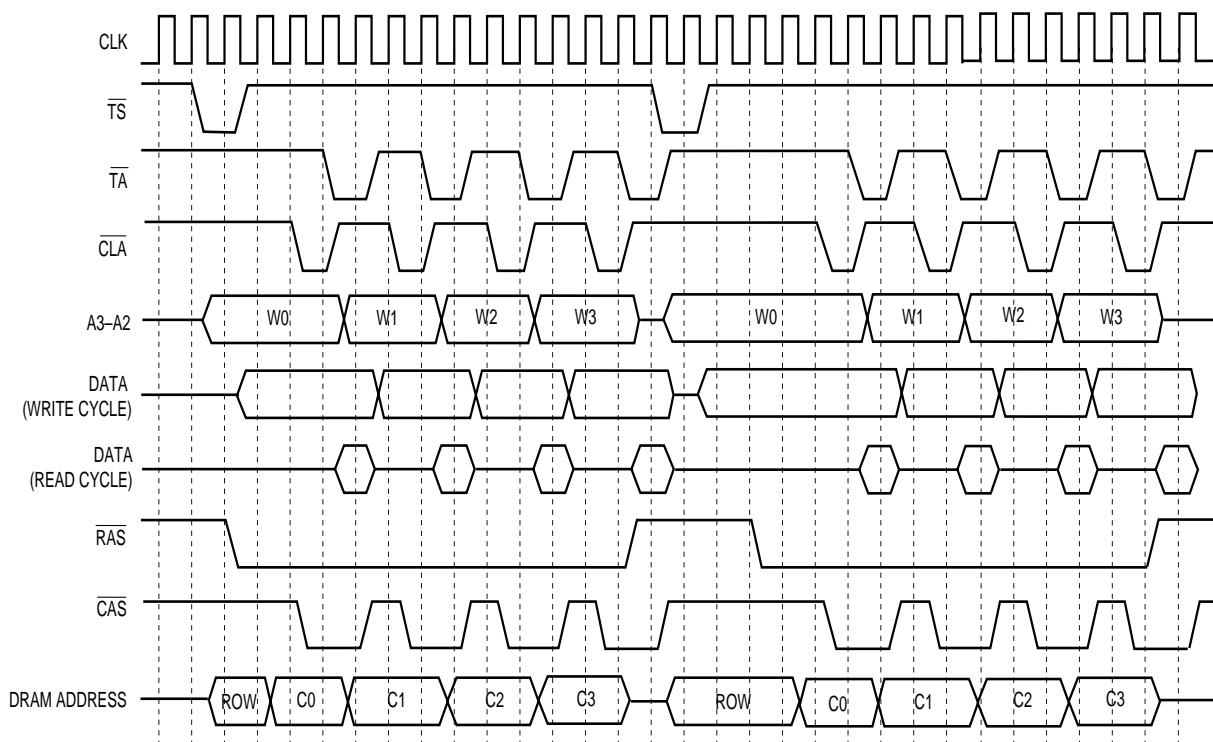 CLK
TS
TA
CLA
A3–A2 W0 W1 W2 W3 W0 W1 W2 W3
DATA
(WRITE CYCLE)
DATA
(READ CYCLE)
RAS
CAS
DRAM ADDRESS ROW C0 C1 C2 C3 ROW C0 C1 C2 C3